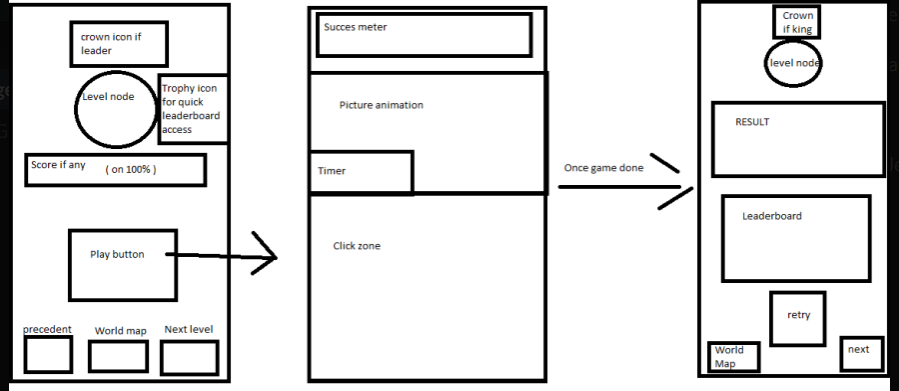 crown icon if
leader
Level node
Trophy icon
for quick
leaderboard
access
Score if any
( on 100% )
Play button
precedent
World map
Next level
Succes meter
Picture animation
Timer
Click zone
Once game done
Crown
if king
level node
RESULT
Leaderboard
retry
World
Map
next